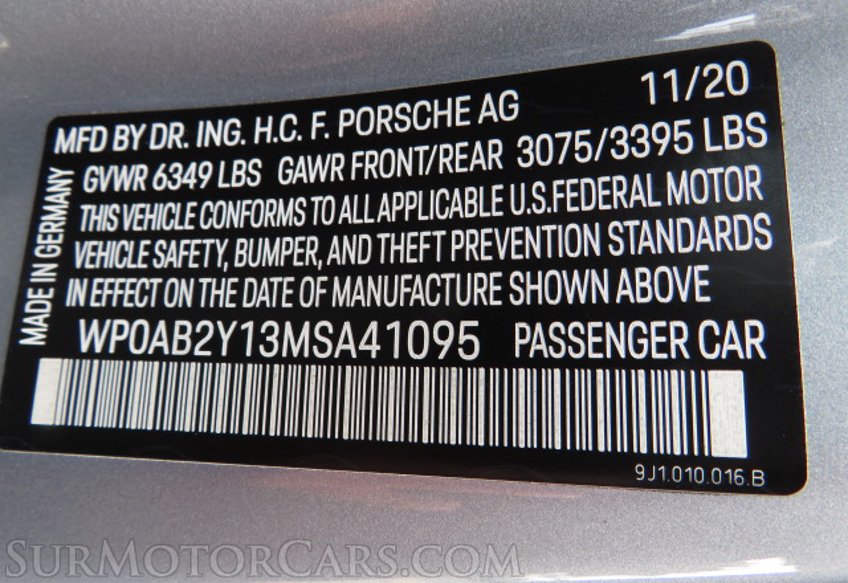 MFD BY DR. ING. H.C. F. PORSCHE AG 11/20
GVWR 6349 LBS GAWR FRONT/REAR 3075/3395 LBS
THIS VEHICLE CONFORMS TO ALL APPLICABLE U.S.FEDERAL MOTOR
VEHICLE SAFETY, BUMPER, AND THEFT PREVENTION STANDARDS
IN EFFECT ON THE DATE OF MANUFACTURE SHOWN ABOVE
MADE IN GERMANY
WP0AB2Y13MSA41095 PASSENGER CAR
9J1.010.016.B
SurMotorCars.com